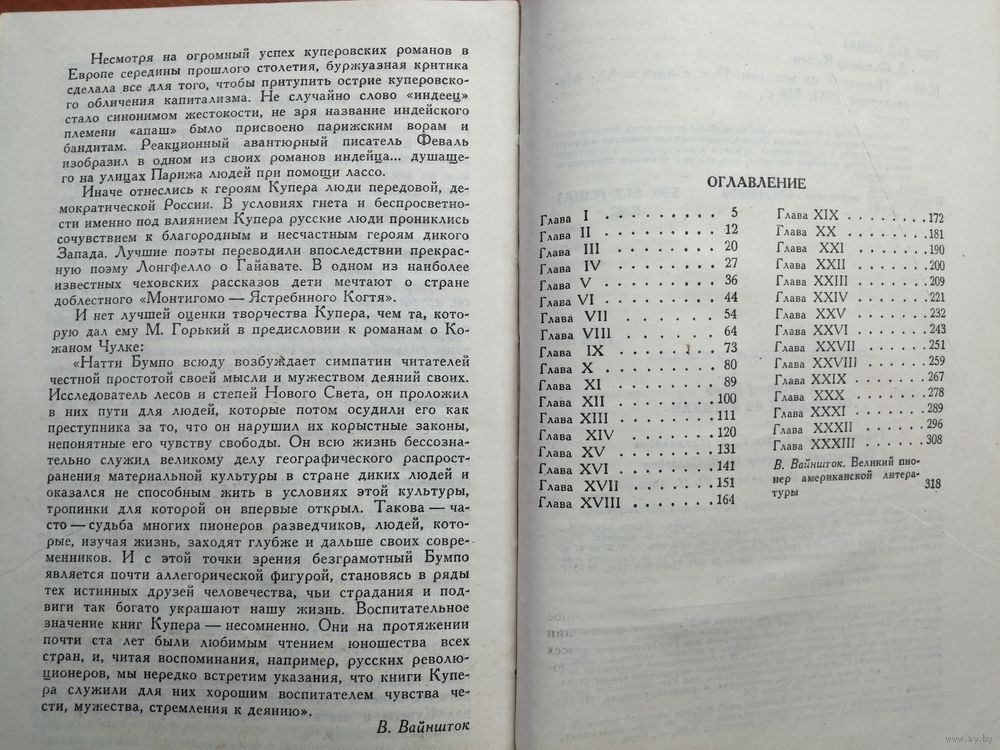 Несмотря на огромный успех куперовских романов в
Европе середины прошлого столетия, буржуазная критика
сделала все для того, чтобы притупить острие куперовско-
го обличения капитализма. Не случайно слово «индеец»
стало синонимом жестокости, не зря название индейского
племени «апаш» было присвоено парижским ворам и
бандитам. Реакционный авантюрный писатель Феваль
изобразил в одном из своих романов индейца... душаще-
го на улицах Парижа людей при помощи лассо.
Иначе отнеслись к героям Купера люди передовой, де-
мократической России. В условиях гнета и беспросветно-
сти именно под влиянием Купера русские люди прониклись
сочувствием к благородным и несчастным героям дикого
Запада. Лучшие поэты переводили впоследствии прекрас-
ную поэму Лонгфелло о Гайавате. В одном из наиболее
известных чеховских рассказов дети мечтают о стране
доблестного «Монтигомо — Ястребиного Когтя».
И нет лучшей оценки творчества Купера, чем та, кото-
рую дал ему М. Горький в предисловии к романам о Ко-
жаном Чулке:
«Натти Бумпо всюду возбуждает симпатии читателей
честной простотой своей мысли и мужеством деяний своих.
Исследователь лесов и степей Нового Света, он проложил
в них пути для людей, которые потом осудили его как
преступника за то, что он нарушил их корыстные законы,
непонятные его чувству свободы. Он всю жизнь бессозна-
тельно служил великому делу географического распрост-
ранения материальной культуры в стране диких людей и
оказался не способным жить в условиях этой культуры,
тропинки для которой он впервые открыл. Такова — ча-
сто — судьба многих пионеров разведчиков, людей, кото-
рые, изучая жизнь, заходят глубже и дальше своих совре-
менников. И с этой точки зрения безграмотный Бумпо
является почти аллегорической фигурой, становясь в ряды
тех истинных друзей человечества, чьи страдания и под-
виги так богато украшают нашу жизнь. Воспитательное
значение книг Купера — несомненно. Они на протяжении
почти ста лет были любимым чтением юношества всех
стран, и, читая воспоминания, например, русских револю-
ционеров, мы нередко встретим указания, что книги Купе-
ра служили для них хорошим воспитателем чувства че-
сти, мужества, стремления к деянию».
В. Вайншток
ОГЛАВЛЕНИЕ
Глава I . . . . . . . . 5
Глава II . . . . . . . . 12
Глава III . . . . . . . . 20
Глава IV . . . . . . . . 27
Глава V . . . . . . . . 36
Глава VI . . . . . . . . 44
Глава VII . . . . . . . . 54
Глава VIII . . . . . . . . 64
Глава IX . . . . . . . . 73
Глава X . . . . . . . . 80
Глава XI . . . . . . . . 89
Глава XII . . . . . . . . 100
Глава XIII . . . . . . . . 111
Глава XIV . . . . . . . . 120
Глава XV . . . . . . . . 131
Глава XVI . . . . . . . . 141
Глава XVII . . . . . . . . 151
Глава XVIII . . . . . . . . 164
Глава XIX . . . . . . . . 172
Глава XX . . . . . . . . 181
Глава XXI . . . . . . . . 190
Глава XXII . . . . . . . . 200
Глава XXIII . . . . . . . . 209
Глава XXIV . . . . . . . . 221
Глава XXV . . . . . . . . 232
Глава XXVI . . . . . . . . 243
Глава XXVII . . . . . . . . 251
Глава XXVIII . . . . . . . . 259
Глава XXIX . . . . . . . . 267
Глава XXX . . . . . . . . 278
Глава XXXI . . . . . . . . 289
Глава XXXII . . . . . . . . 296
Глава XXXIII . . . . . . . . 308
В. Вайншток. Великий пио-
нер американской литера-
туры 318
www.ay.by